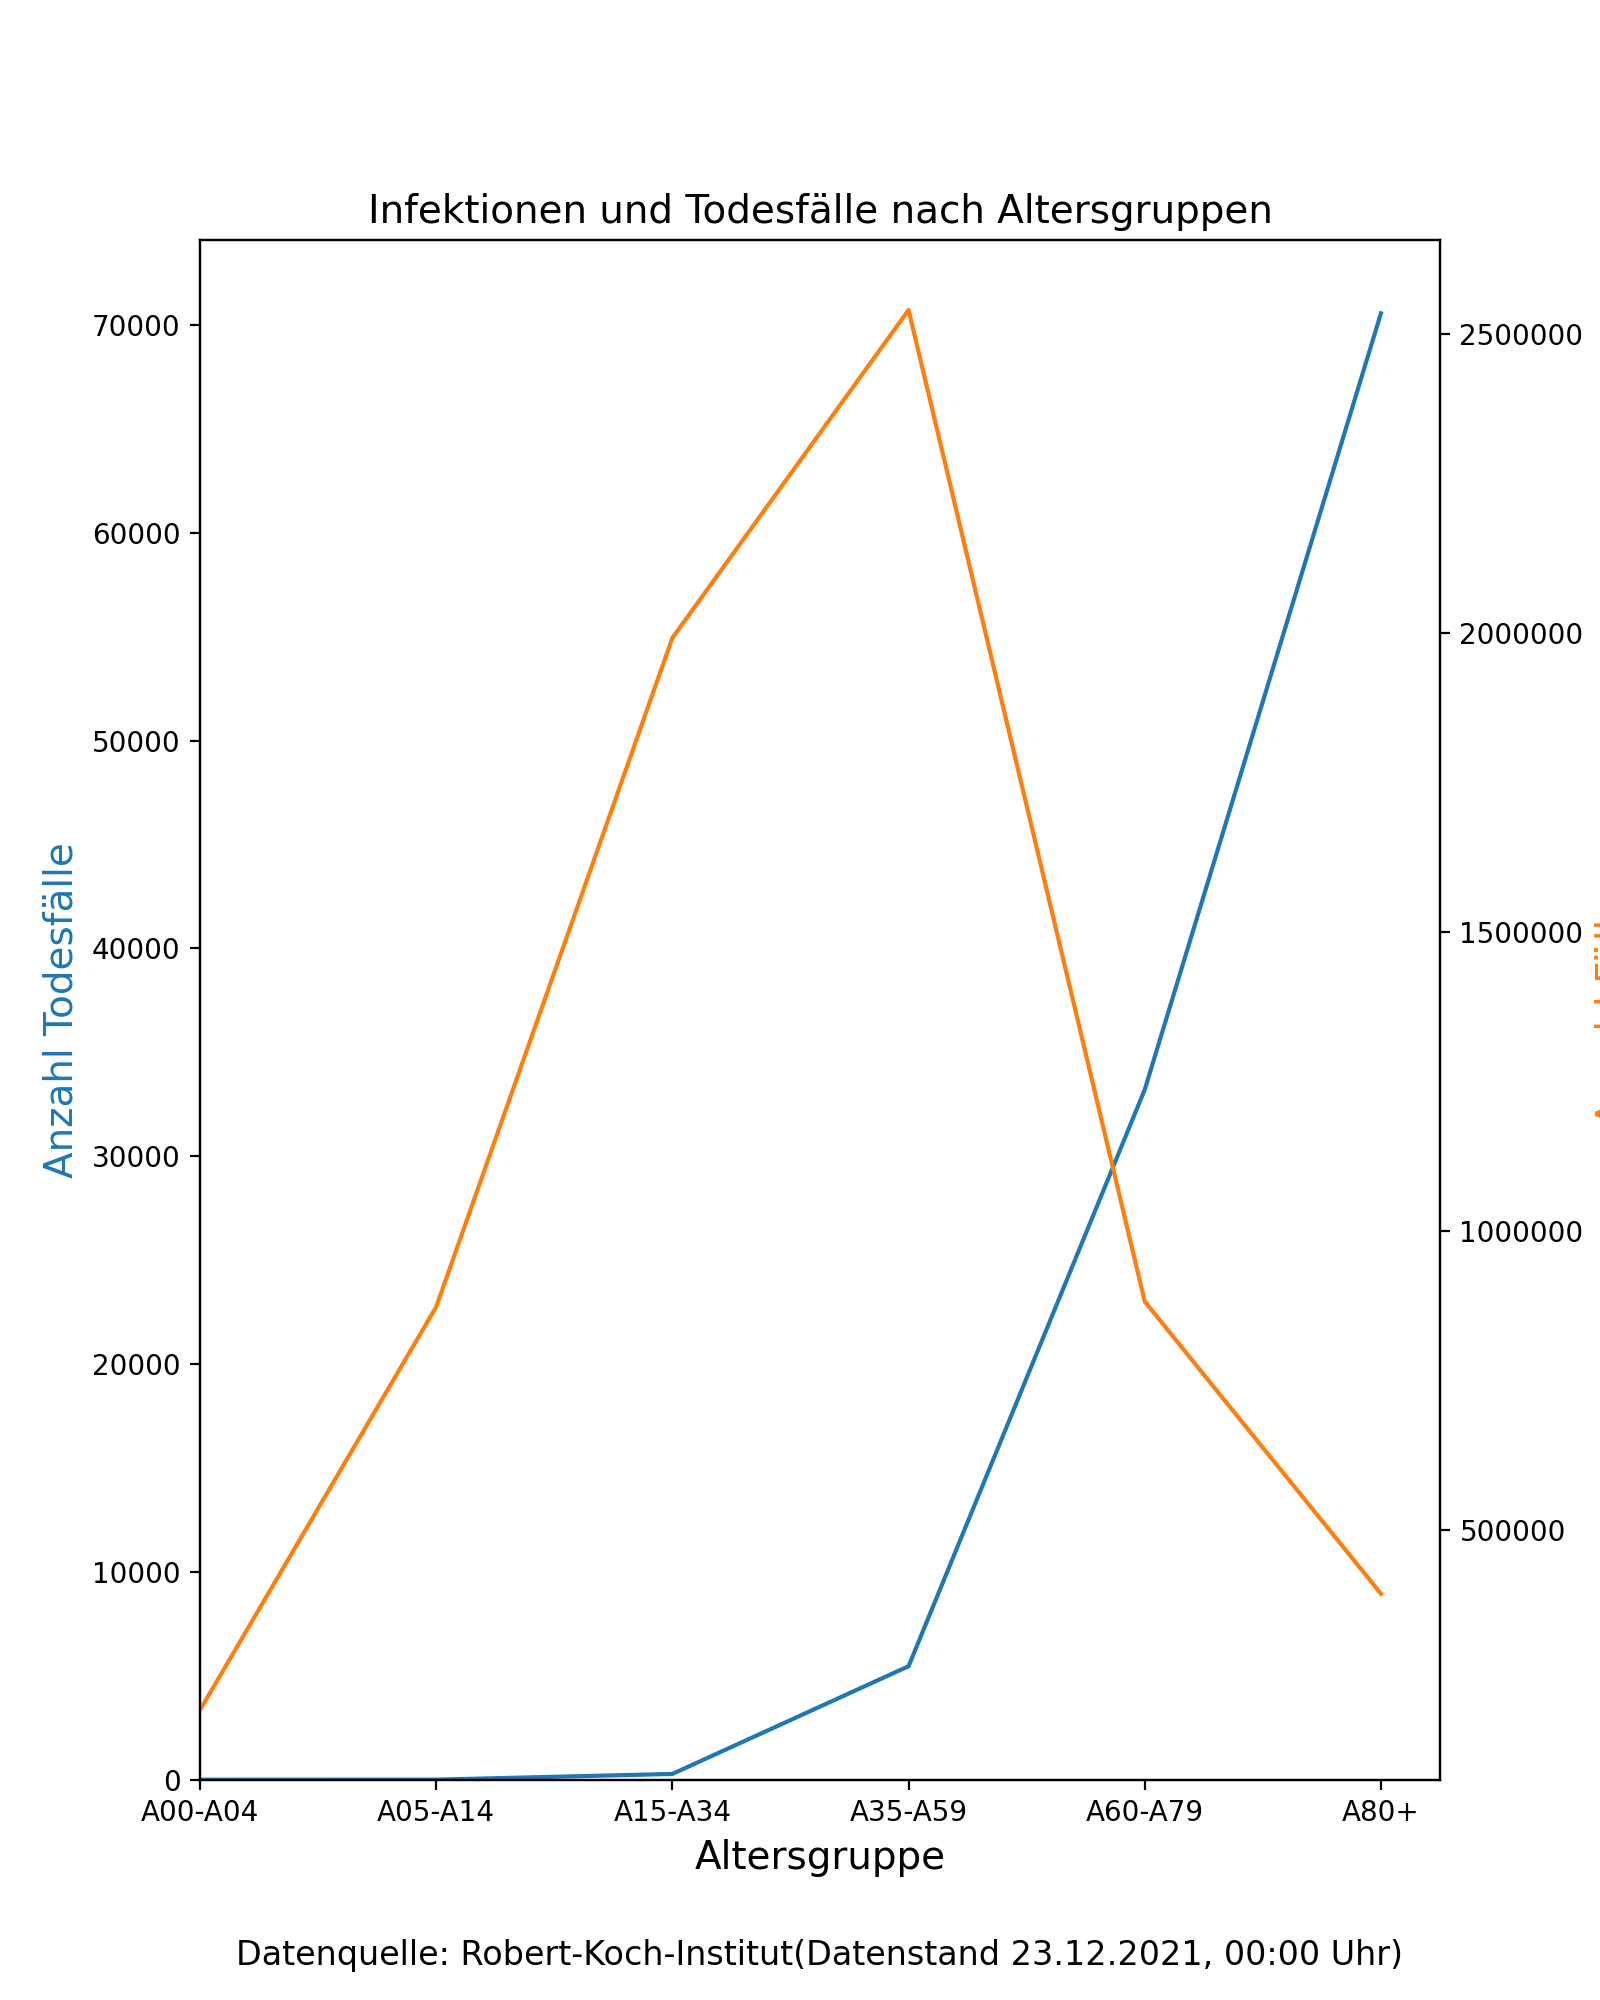 Infektionen und Todesfälle nach Altersgruppen
70000
60000
50000
40000
30000
20000
10000
0
Anzahl Todesfälle
2500000
2000000
1500000
1000000
500000
A00-A04 A05-A14 A15-A34 A35-A59 A60-A79 A80+
Altersgruppe
Datenquelle: Robert-Koch-Institut(Datenstand 23.12.2021, 00:00 Uhr)